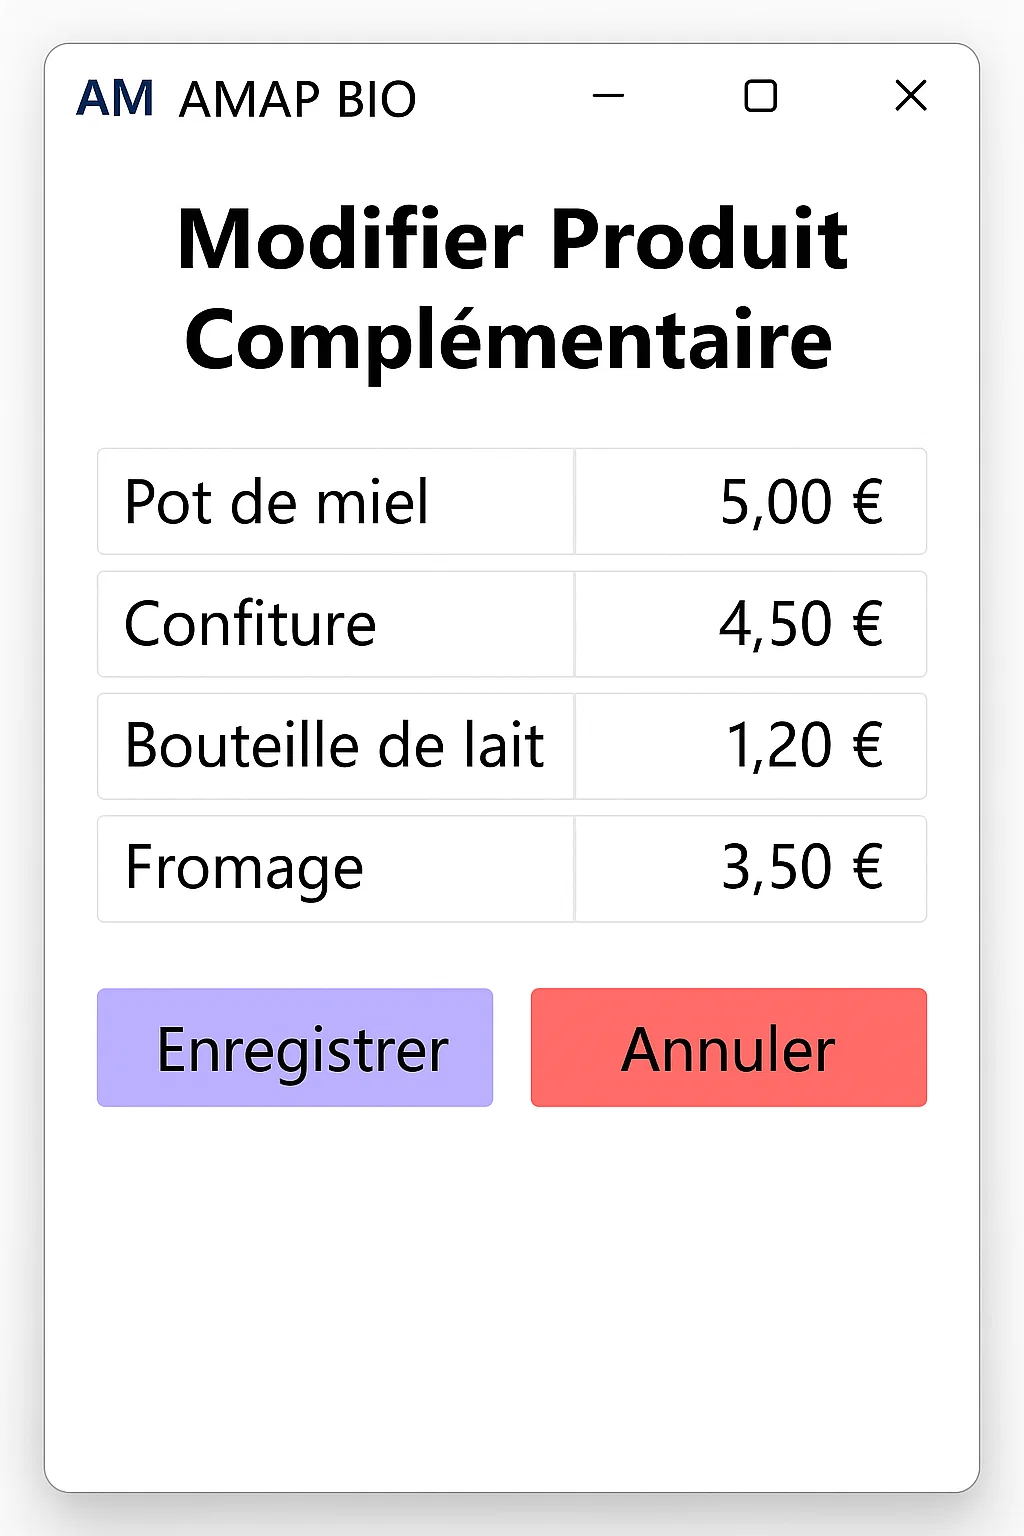 AM AMAP BIO
Modifier Produit
Complémentaire
Pot de miel 5,00 €
Confiture 4,50 €
Bouteille de lait 1,20 €
Fromage 3,50 €
Enregistrer Annuler